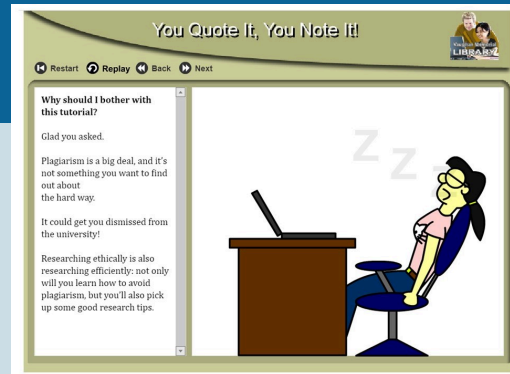 You Quote It, You Note It!
Vaughan Memorial
LIBRARY
Restart Replay Back Next
Why should I bother with
this tutorial?
Glad you asked.
Plagiarism is a big deal, and it's
not something you want to find
out about
the hard way.
It could get you dismissed from
the university!
Researching ethically is also
researching efficiently: not only
will you learn how to avoid
plagiarism, but you'll also pick
up some good research tips.
Z
Z
Z